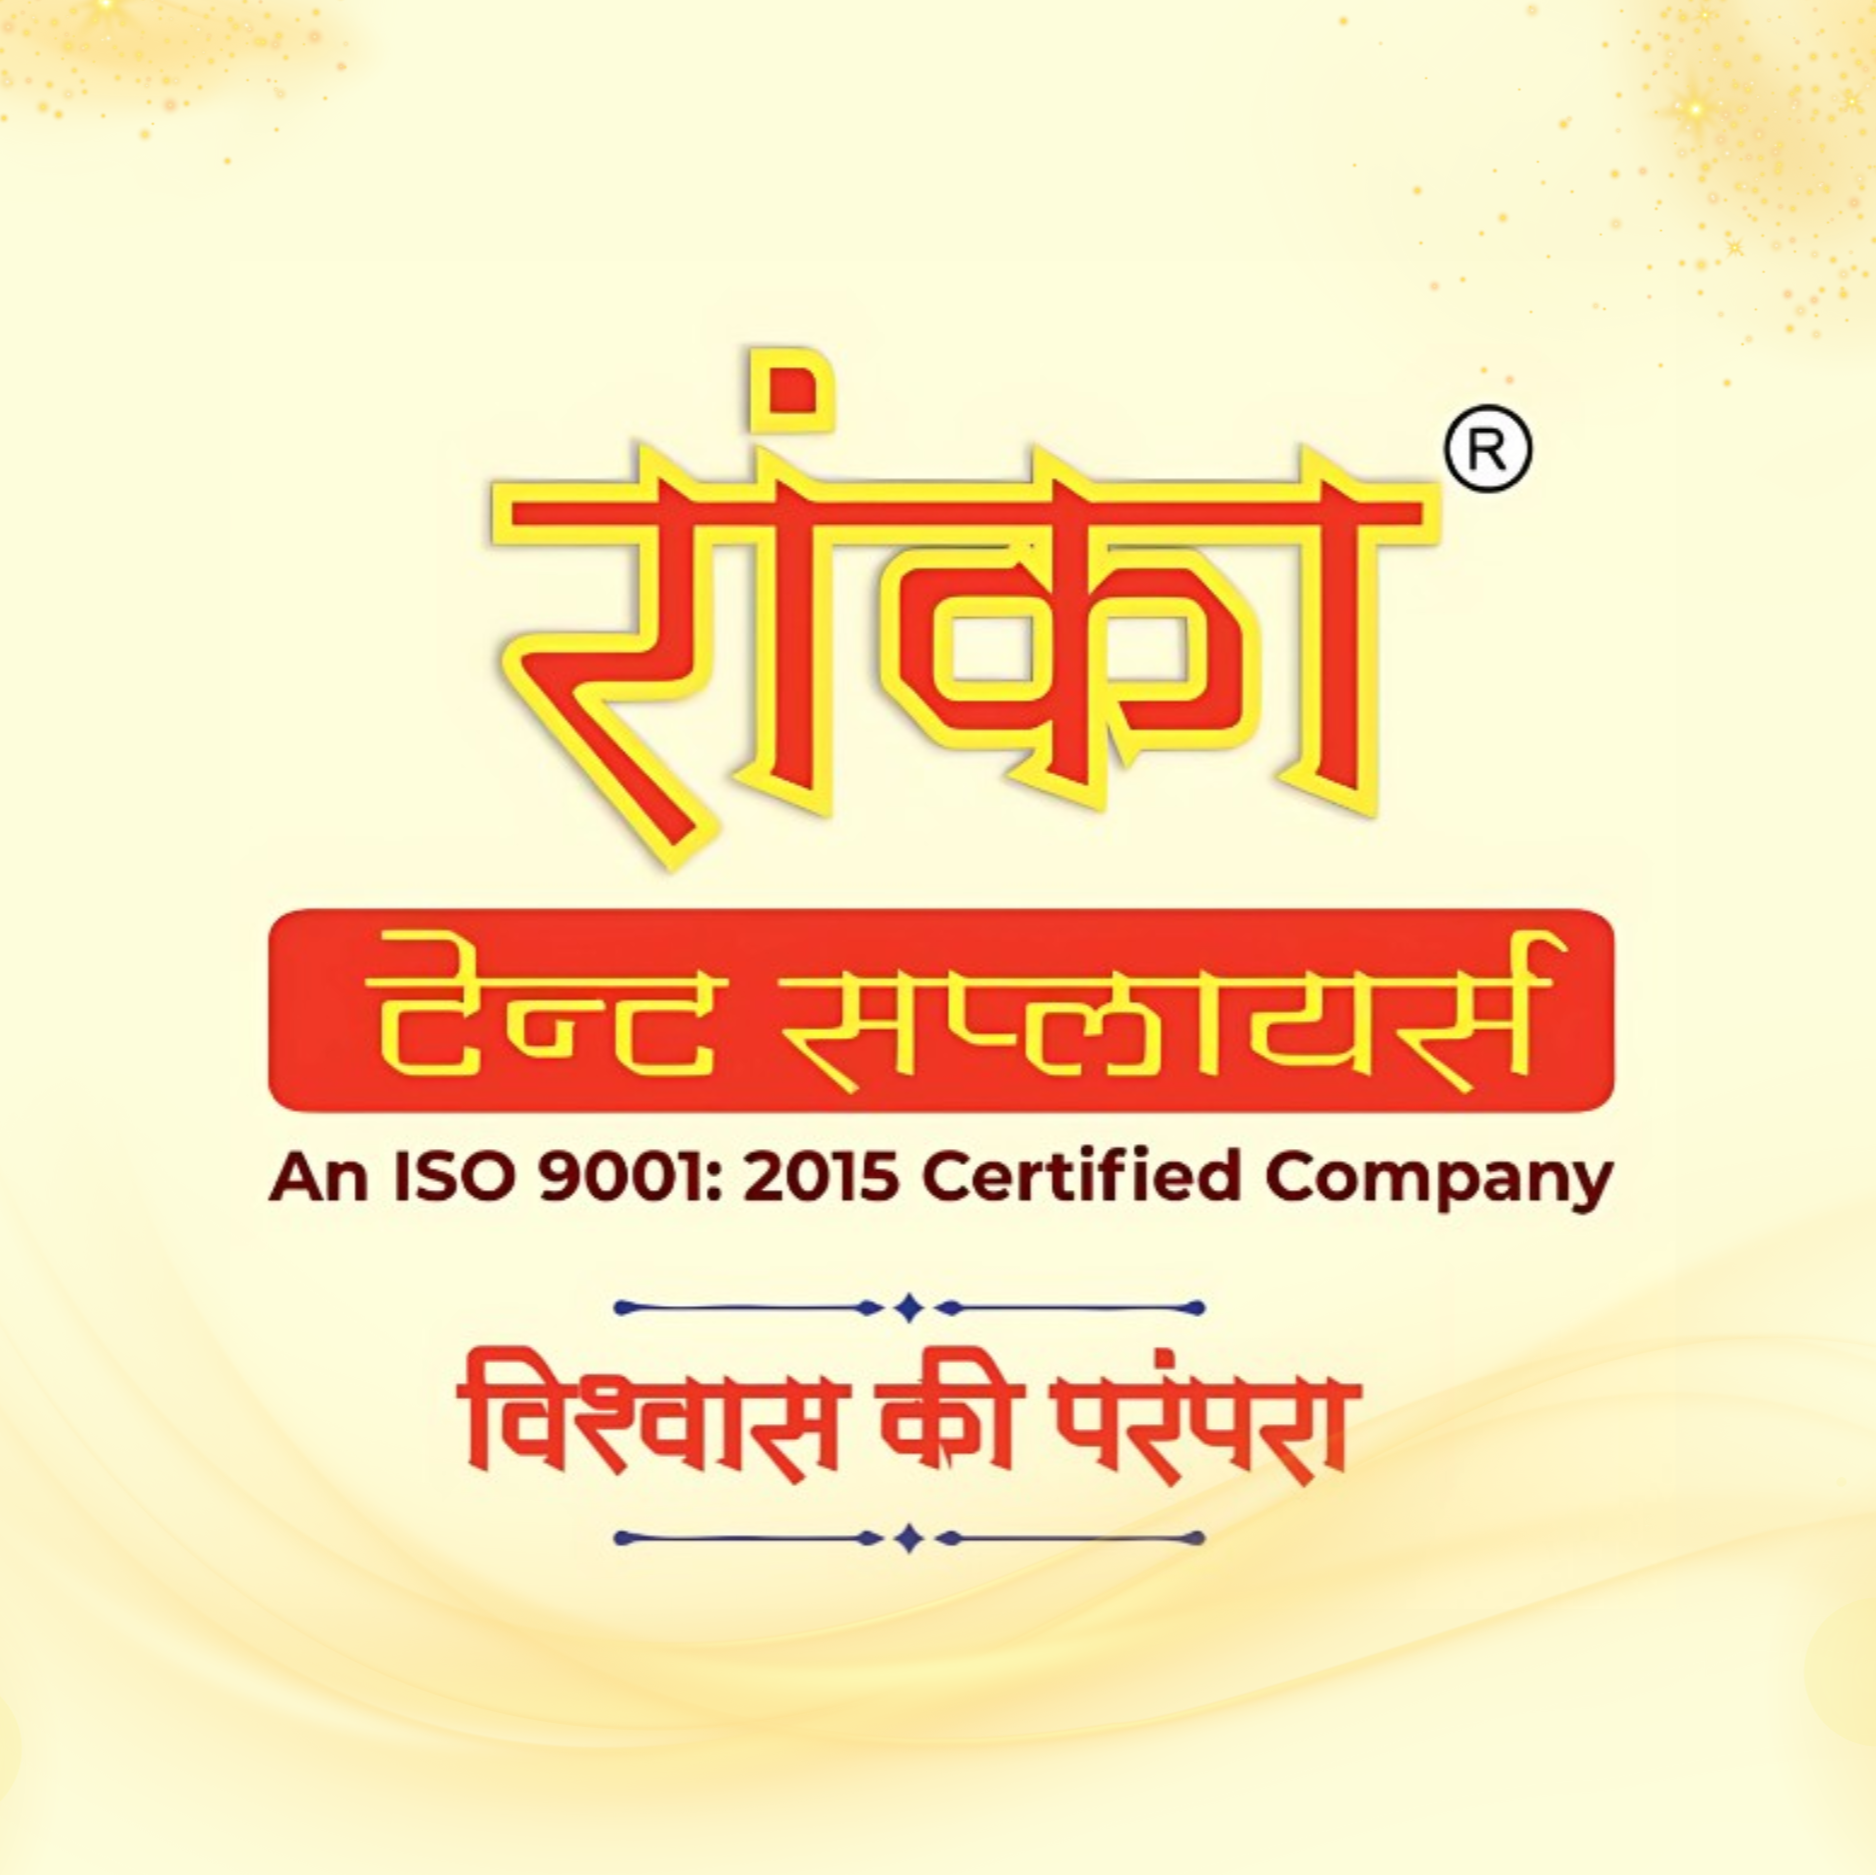 रांका ®
टेन्ट सप्लायर्स
An ISO 9001: 2015 Certified Company
विश्वास की परंपरा